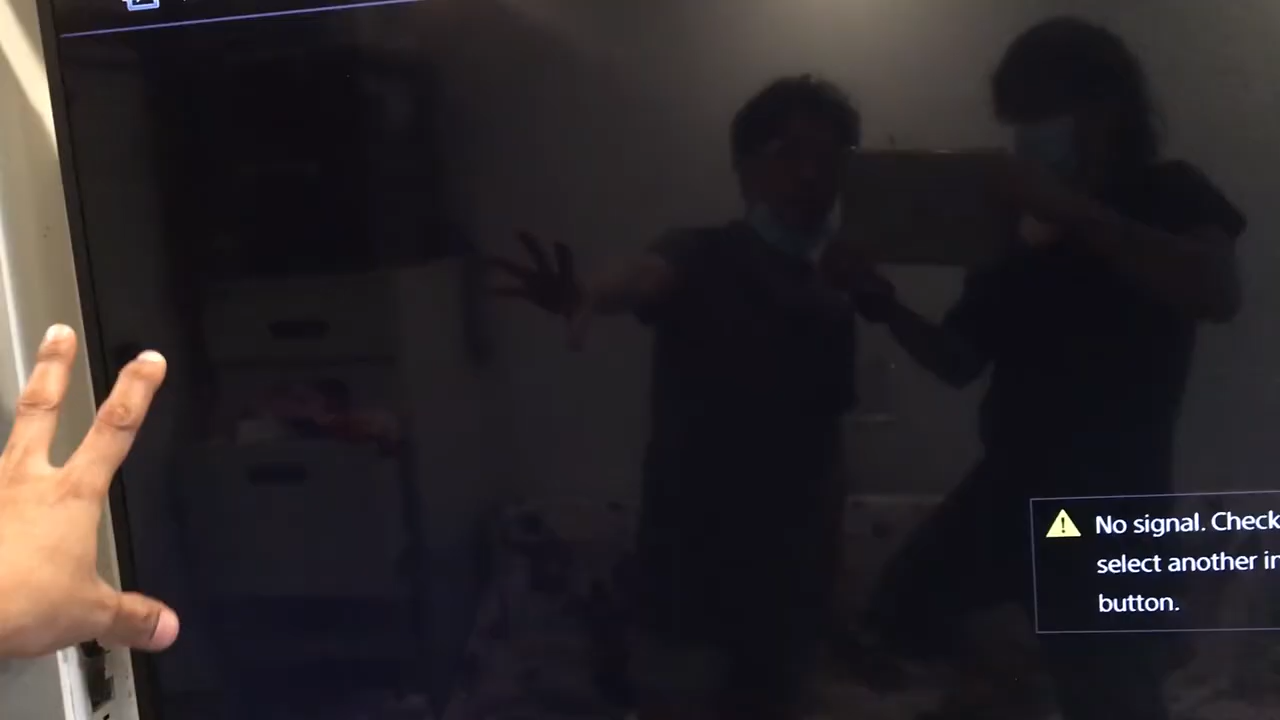 No signal. Check
select another in
button.